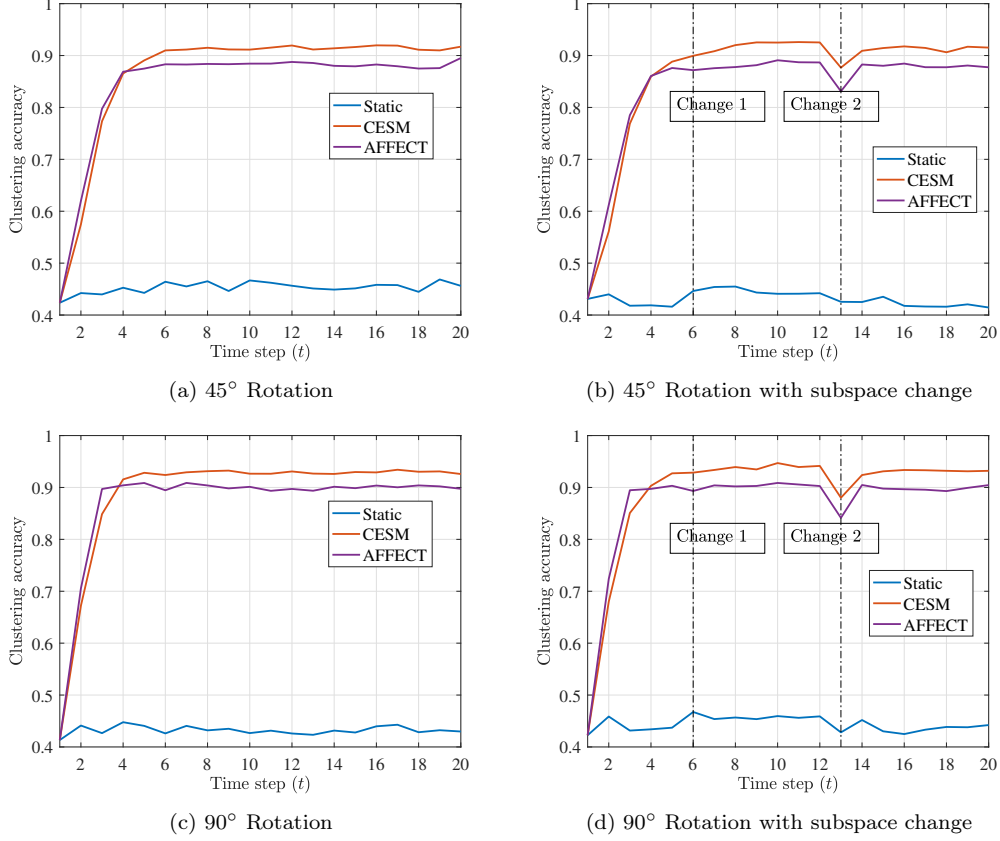 1
0.9
0.8
0.7
0.6
0.5
0.4
Clustering accuracy
2 4 6 8 10 12 14 16 18 20
Time step (t)
Static
CESM
AFFECT
(a) 45° Rotation
1
0.9
0.8
0.7
0.6
0.5
0.4
Clustering accuracy
2 4 6 8 10 12 14 16 18 20
Time step (t)
Change 1
Change 2
Static
CESM
AFFECT
(b) 45° Rotation with subspace change
1
0.9
0.8
0.7
0.6
0.5
0.4
Clustering accuracy
2 4 6 8 10 12 14 16 18 20
Time step (t)
Static
CESM
AFFECT
(c) 90° Rotation
1
0.9
0.8
0.7
0.6
0.5
0.4
Clustering accuracy
2 4 6 8 10 12 14 16 18 20
Time step (t)
Change 1
Change 2
Static
CESM
AFFECT
(d) 90° Rotation with subspace change